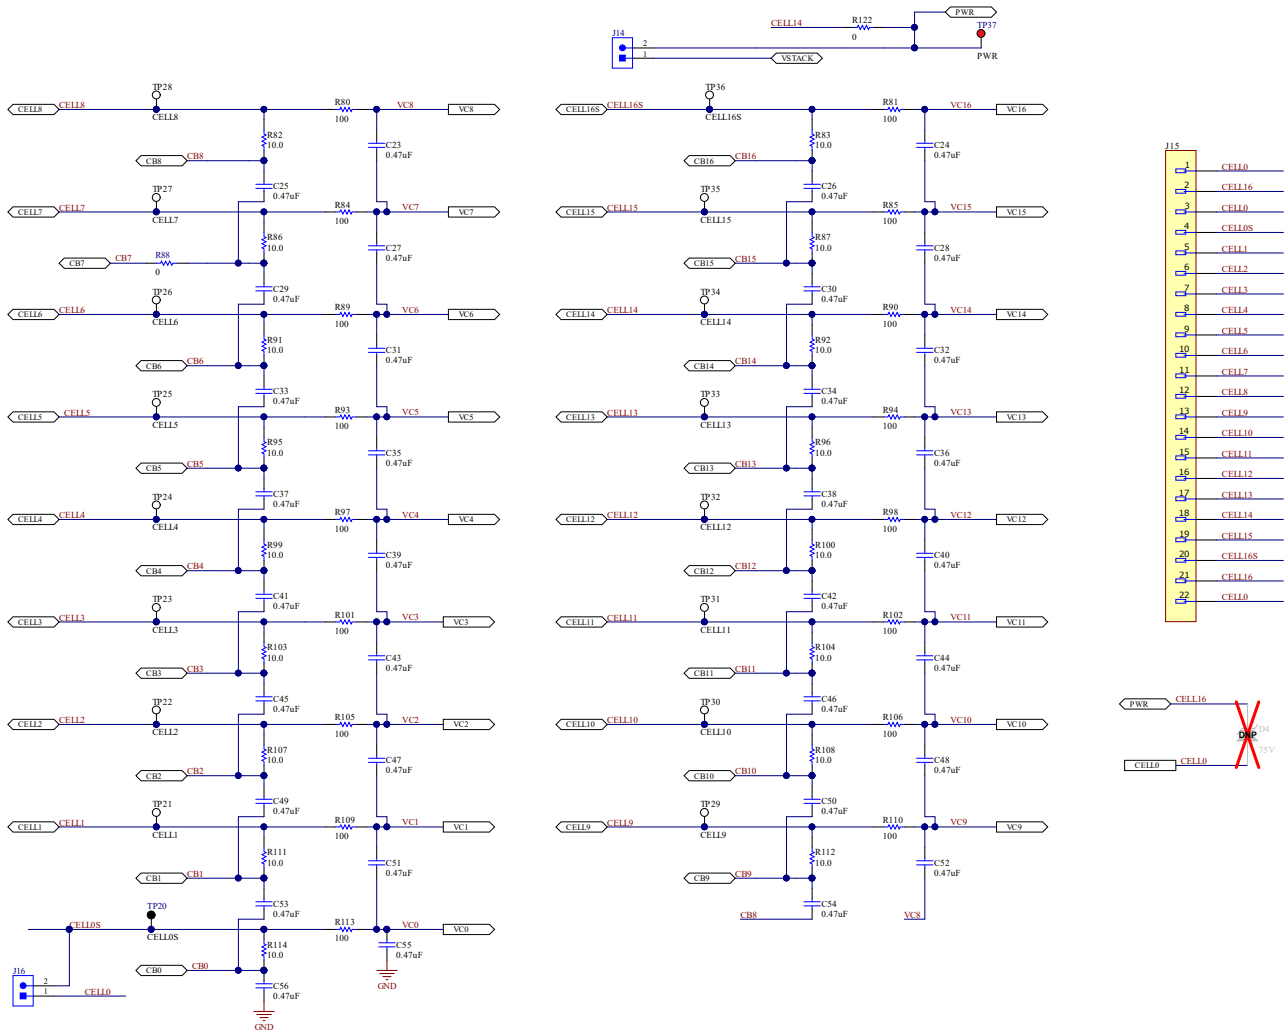 CELL14 R122 PWR
0 TP37
J14
2
1 VSTACK PWR
TP28
CELL8 CELL8 R80 VC8 VC8
CELL8 100
R82 C23
10.0 0.47uF
CB8 CB8
C25
0.47uF
TP27
CELL7 CELL7 R84 VC7 VC7
CELL7 100
R86 C27
10.0 0.47uF
CB7 CB7 R88
0
C29
0.47uF
TP26
CELL6 CELL6 R89 VC6 VC6
CELL6 100
R91 C31
10.0 0.47uF
CB6 CB6
C33
0.47uF
TP25
CELL5 CELL5 R93 VC5 VC5
CELL5 100
R95 C35
10.0 0.47uF
CB5 CB5
C37
0.47uF
TP24
CELL4 CELL4 R97 VC4 VC4
CELL4 100
R99 C39
10.0 0.47uF
CB4 CB4
C41
0.47uF
TP23
CELL3 CELL3 R101 VC3 VC3
CELL3 100
R103 C43
10.0 0.47uF
CB3 CB3
C45
0.47uF
TP22
CELL2 CELL2 R105 VC2 VC2
CELL2 100
R107 C47
10.0 0.47uF
CB2 CB2
C49
0.47uF
TP21
CELL1 CELL1 R109 VC1 VC1
CELL1 100
R111 C51
10.0 0.47uF
CB1 CB1
C53
0.47uF
TP20
CELL0S R113 VC0 VC0
CELL0S 100
R114 C55
10.0 0.47uF
CB0 CB0
GND
C56
0.47uF
GND
J16
2
1 CELL0
TP36
CELL16S CELL16S R81 VC16 VC16
CELL16S 100
R83 C24
10.0 0.47uF
CB16 CB16
C26
0.47uF
TP35
CELL15 CELL15 R85 VC15 VC15
CELL15 100
R87 C28
10.0 0.47uF
CB15 CB15
C30
0.47uF
TP34
CELL14 CELL14 R90 VC14 VC14
CELL14 100
R92 C32
10.0 0.47uF
CB14 CB14
C34
0.47uF
TP33
CELL13 CELL13 R94 VC13 VC13
CELL13 100
R96 C36
10.0 0.47uF
CB13 CB13
C38
0.47uF
TP32
CELL12 CELL12 R98 VC12 VC12
CELL12 100
R100 C40
10.0 0.47uF
CB12 CB12
C42
0.47uF
TP31
CELL11 CELL11 R102 VC11 VC11
CELL11 100
R104 C44
10.0 0.47uF
CB11 CB11
C46
0.47uF
TP30
CELL10 CELL10 R106 VC10 VC10
CELL10 100
R108 C48
10.0 0.47uF
CB10 CB10
C50
0.47uF
TP29
CELL9 CELL9 R110 VC9 VC9
CELL9 100
R112 C52
10.0 0.47uF
CB9 CB9
C54
0.47uF
CB8 VC8
J15
1 CELL0
2 CELL16
3 CELL0
4 CELL0S
5 CELL1
6 CELL2
7 CELL3
8 CELL4
9 CELL5
10 CELL6
11 CELL7
12 CELL8
13 CELL9
14 CELL10
15 CELL11
16 CELL12
17 CELL13
18 CELL14
19 CELL15
20 CELL16S
21 CELL16
22 CELL0
PWR CELL16
D4
DNP
75V
CELL0 CELL0